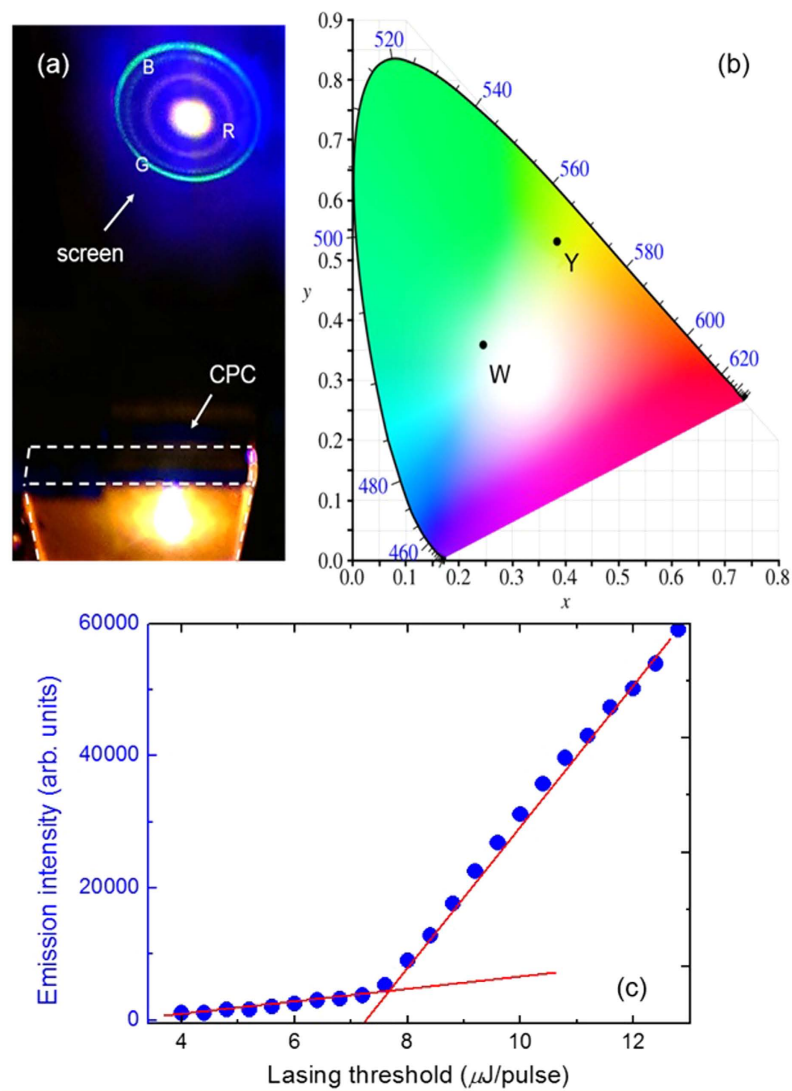 (a)
B
R
G
screen
CPC
(b)
0.9
0.8
0.7
0.6
0.5
0.4
0.3
0.2
0.1
0.0
y
520
540
560
500
580
600
620
480
460
Y
W
0.0 0.1 0.2 0.3 0.4 0.5 0.6 0.7 0.8
x
60000
40000
20000
0
Emission intensity (arb. units)
(c)
4 6 8 10 12
Lasing threshold (μJ/pulse)